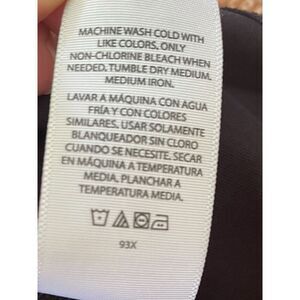 MACHINE WASH COLD WITH
LIKE COLORS. ONLY
NON-CHLORINE BLEACH WHEN
NEEDED. TUMBLE DRY MEDIUM.
MEDIUM IRON.
LAVAR A MÁQUINA CON AGUA
FRÍA Y CON COLORES
SIMILARES. USAR SOLAMENTE
BLANQUEADOR SIN CLORO
CUANDO SE NECESITE. SECAR
EN MÁQUINA A TEMPERATURA
MEDIA. PLANCHAR A
TEMPERATURA MEDIA.
93X